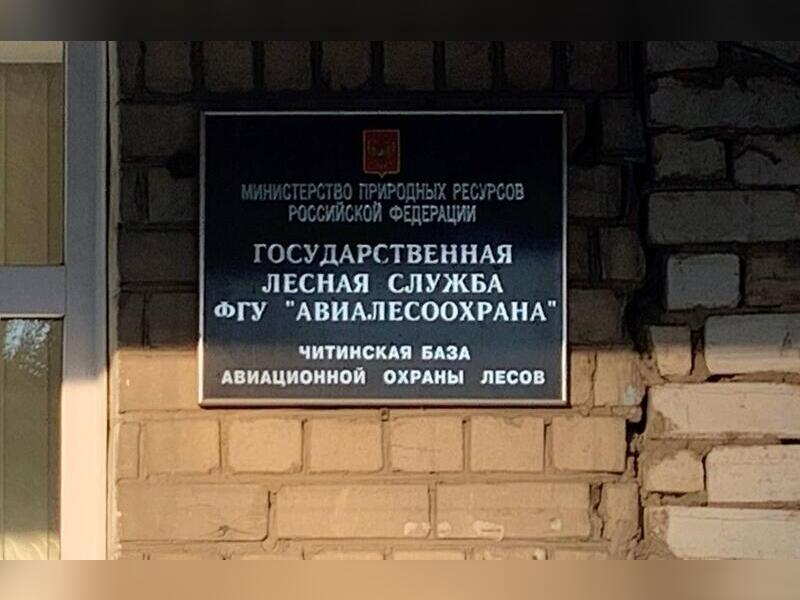 МИНИСТЕРСТВО ПРИРОДНЫХ РЕСУРСОВ
РОССИЙСКОЙ ФЕДЕРАЦИИ
ГОСУДАРСТВЕННАЯ
ЛЕСНАЯ СЛУЖБА
ФГУ "АВИАЛЕСООХРАНА"
ЧИТИНСКАЯ БАЗА
АВИАЦИОННОЙ ОХРАНЫ ЛЕСОВ